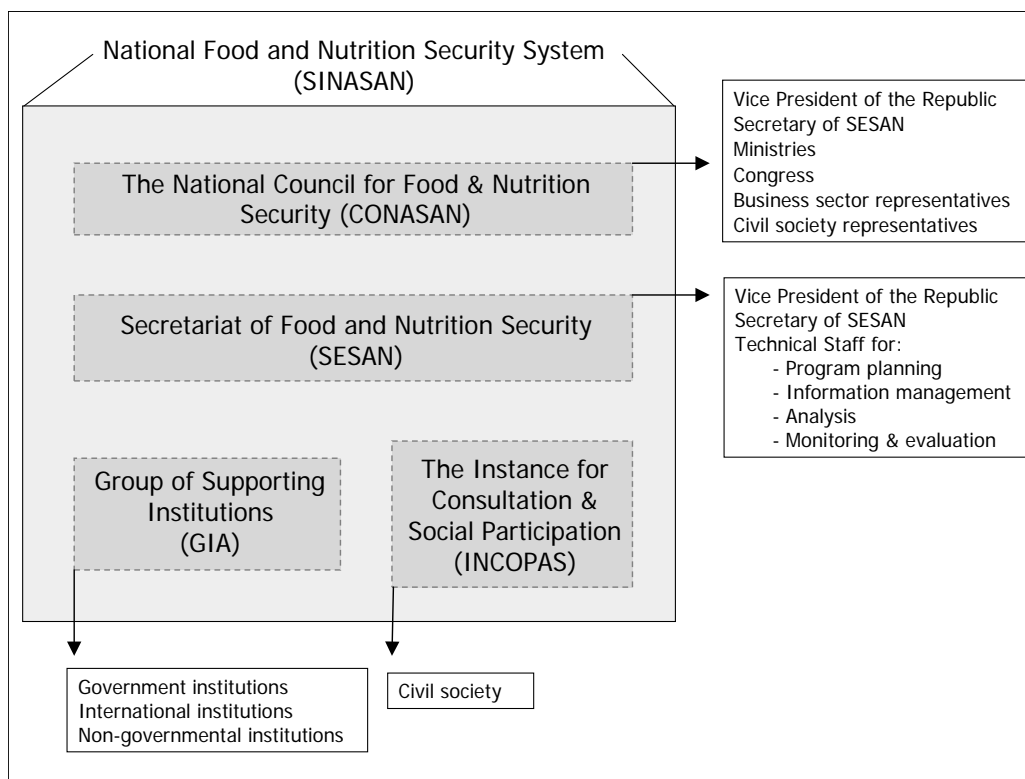 National Food and Nutrition Security System
(SINASAN)
The National Council for Food & Nutrition
Security (CONASAN)
Vice President of the Republic
Secretary of SESAN
Ministries
Congress
Business sector representatives
Civil society representatives
Secretariat of Food and Nutrition Security
(SESAN)
Vice President of the Republic
Secretary of SESAN
Technical Staff for:
- Program planning
- Information management
- Analysis
- Monitoring & evaluation
Group of Supporting
Institutions
(GIA)
The Instance for
Consultation &
Social Participation
(INCOPAS)
Government institutions
International institutions
Non-governmental institutions
Civil society